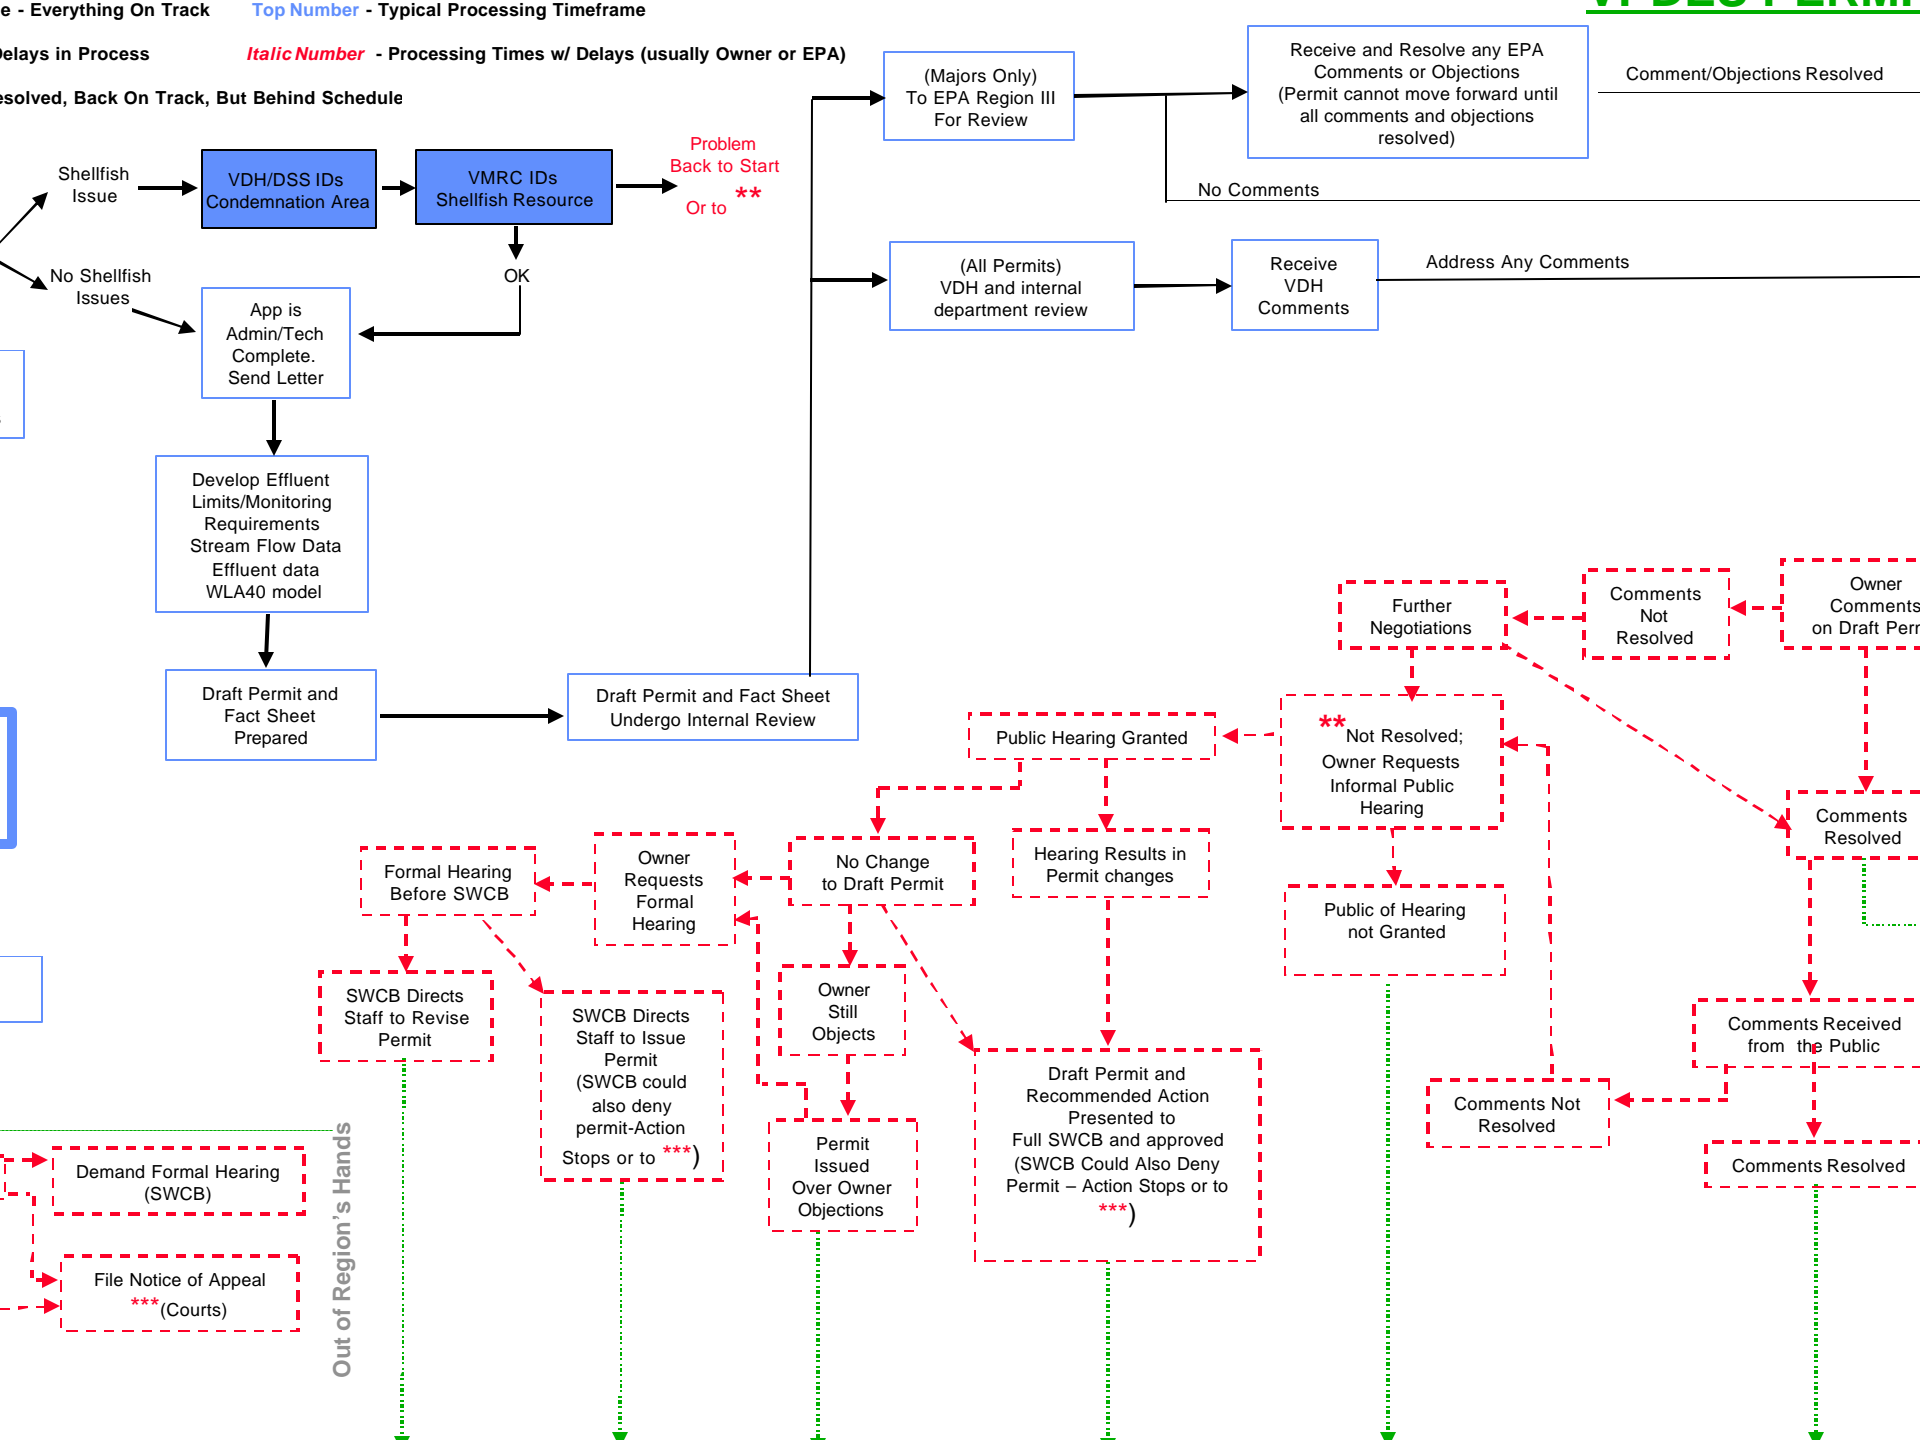 e - Everything On Track
Top Number - Typical Processing Timeframe
Delays in Process
Italic Number - Processing Times w/ Delays (usually Owner or EPA)
esolved, Back On Track, But Behind Schedule
Shellfish
Issue
VDH/DSS IDs
Condemnation Area
VMRC IDs
Shellfish Resource
Problem
Back to Start
Or to **
OK
No Shellfish
Issues
App is
Admin/Tech
Complete.
Send Letter
Develop Effluent
Limits/Monitoring
Requirements
Stream Flow Data
Effluent data
WLA40 model
Draft Permit and
Fact Sheet
Prepared
Draft Permit and Fact Sheet
Undergo Internal Review
(Majors Only)
To EPA Region III
For Review
Receive and Resolve any EPA
Comments or Objections
(Permit cannot move forward until
all comments and objections
resolved)
Comment/Objections Resolved
No Comments
(All Permits)
VDH and internal
department review
Receive
VDH
Comments
Address Any Comments
Owner
Comments
on Draft Perm
Comments
Not
Resolved
Further
Negotiations
**Not Resolved;
Owner Requests
Informal Public
Hearing
Public Hearing Granted
Comments
Resolved
No Change
to Draft Permit
Hearing Results in
Permit changes
Owner
Requests
Formal
Hearing
Formal Hearing
Before SWCB
Public of Hearing
not Granted
SWCB Directs
Staff to Revise
Permit
SWCB Directs
Staff to Issue
Permit
(SWCB could
also deny
permit-Action
Stops or to ***)
Owner
Still
Objects
Permit
Issued
Over Owner
Objections
Draft Permit and
Recommended Action
Presented to
Full SWCB and approved
(SWCB Could Also Deny
Permit – Action Stops or to
***)
Comments Received
from the Public
Comments Not
Resolved
Comments Resolved
Demand Formal Hearing
(SWCB)
File Notice of Appeal
***(Courts)
Out of Region's Hands